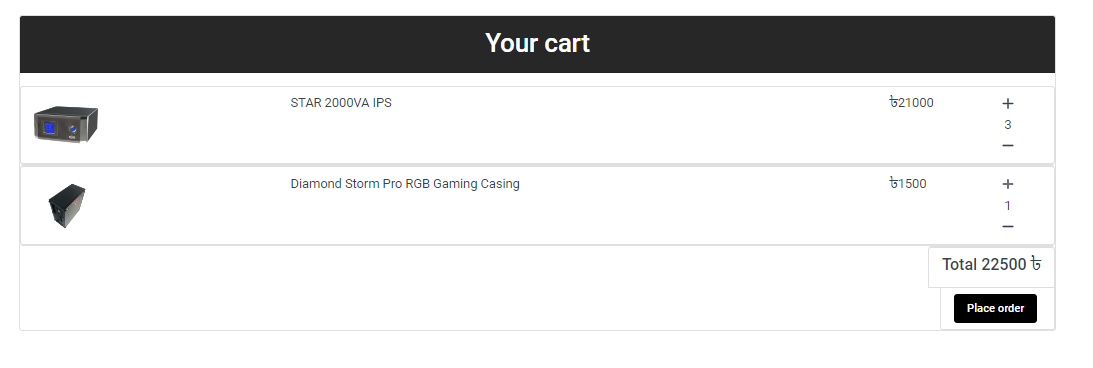 Your cart
STAR 2000VA IPS ৳21000 +
3
−
Diamond Storm Pro RGB Gaming Casing ৳1500 +
1
−
Total 22500 ৳
Place order